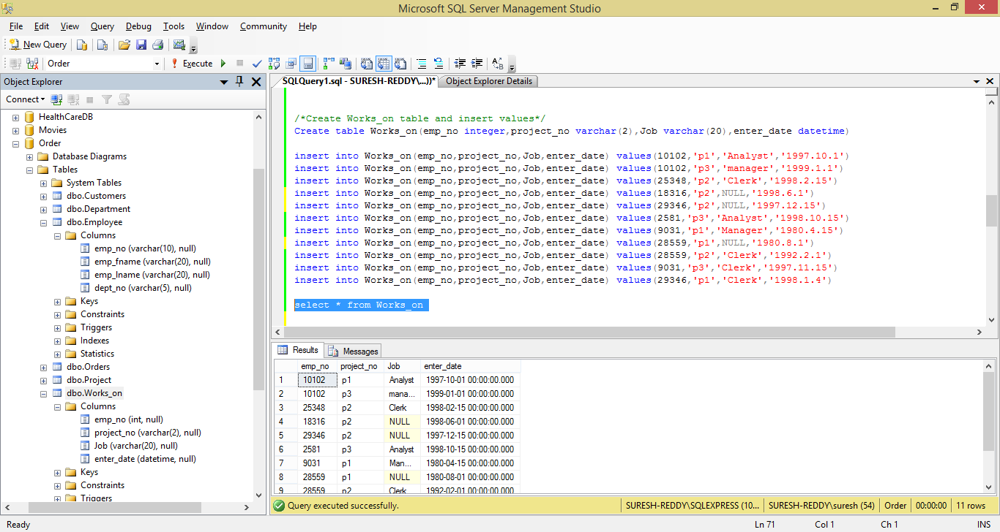 Microsoft SQL Server Management Studio
File Edit View Query Debug Tools Window Community Help
New Query
Order Execute
Object Explorer
Connect
HealthCareDB
Movies
Order
Database Diagrams
Tables
System Tables
dbo.Customers
dbo.Department
dbo.Employee
Columns
emp_no (varchar(10), null)
emp_fname (varchar(20), null)
emp_lname (varchar(20), null)
dept_no (varchar(5), null)
Keys
Constraints
Triggers
Indexes
Statistics
dbo.Orders
dbo.Project
dbo.Works_on
Columns
emp_no (int, null)
project_no (varchar(2), null)
Job (varchar(20), null)
enter_date (datetime, null)
Keys
Constraints
Triggers
SQLQuery1.sql - SURESH-REDDY\...))* Object Explorer Details
/*Create Works_on table and insert values*/
Create table Works_on(emp_no integer,project_no varchar(2),Job varchar(20),enter_date datetime)
insert into Works_on(emp_no,project_no,Job,enter_date) values(10102,'p1','Analyst','1997.10.1')
insert into Works_on(emp_no,project_no,Job,enter_date) values(10102,'p3','manager','1999.1.1')
insert into Works_on(emp_no,project_no,Job,enter_date) values(25348,'p2','Clerk','1998.2.15')
insert into Works_on(emp_no,project_no,Job,enter_date) values(18316,'p2',NULL,'1998.6.1')
insert into Works_on(emp_no,project_no,Job,enter_date) values(29346,'p2',NULL,'1997.12.15')
insert into Works_on(emp_no,project_no,Job,enter_date) values(2581,'p3','Analyst','1998.10.15')
insert into Works_on(emp_no,project_no,Job,enter_date) values(9031,'p1','Manager','1980.4.15')
insert into Works_on(emp_no,project_no,Job,enter_date) values(28559,'p1',NULL,'1980.8.1')
insert into Works_on(emp_no,project_no,Job,enter_date) values(28559,'p2','Clerk','1992.2.1')
insert into Works_on(emp_no,project_no,Job,enter_date) values(9031,'p3','Clerk','1997.11.15')
insert into Works_on(emp_no,project_no,Job,enter_date) values(29346,'p1','Clerk','1998.1.4')
select * from Works_on
Results Messages
emp_no project_no Job enter_date
1 10102 p1 Analyst 1997-10-01 00:00:00.000
2 10102 p3 mana... 1999-01-01 00:00:00.000
3 25348 p2 Clerk 1998-02-15 00:00:00.000
4 18316 p2 NULL 1998-06-01 00:00:00.000
5 29346 p2 NULL 1997-12-15 00:00:00.000
6 2581 p3 Analyst 1998-10-15 00:00:00.000
7 9031 p1 Man... 1980-04-15 00:00:00.000
8 28559 p1 NULL 1980-08-01 00:00:00.000
9 28559 p2 Clerk 1992-02-01 00:00:00.000
Query executed successfully. SURESH-REDDY\SQLEXPRESS (10... SURESH-REDDY\suresh (54) Order 00:00:00 11 rows
Ready Ln 71 Col 1 Ch 1 INS